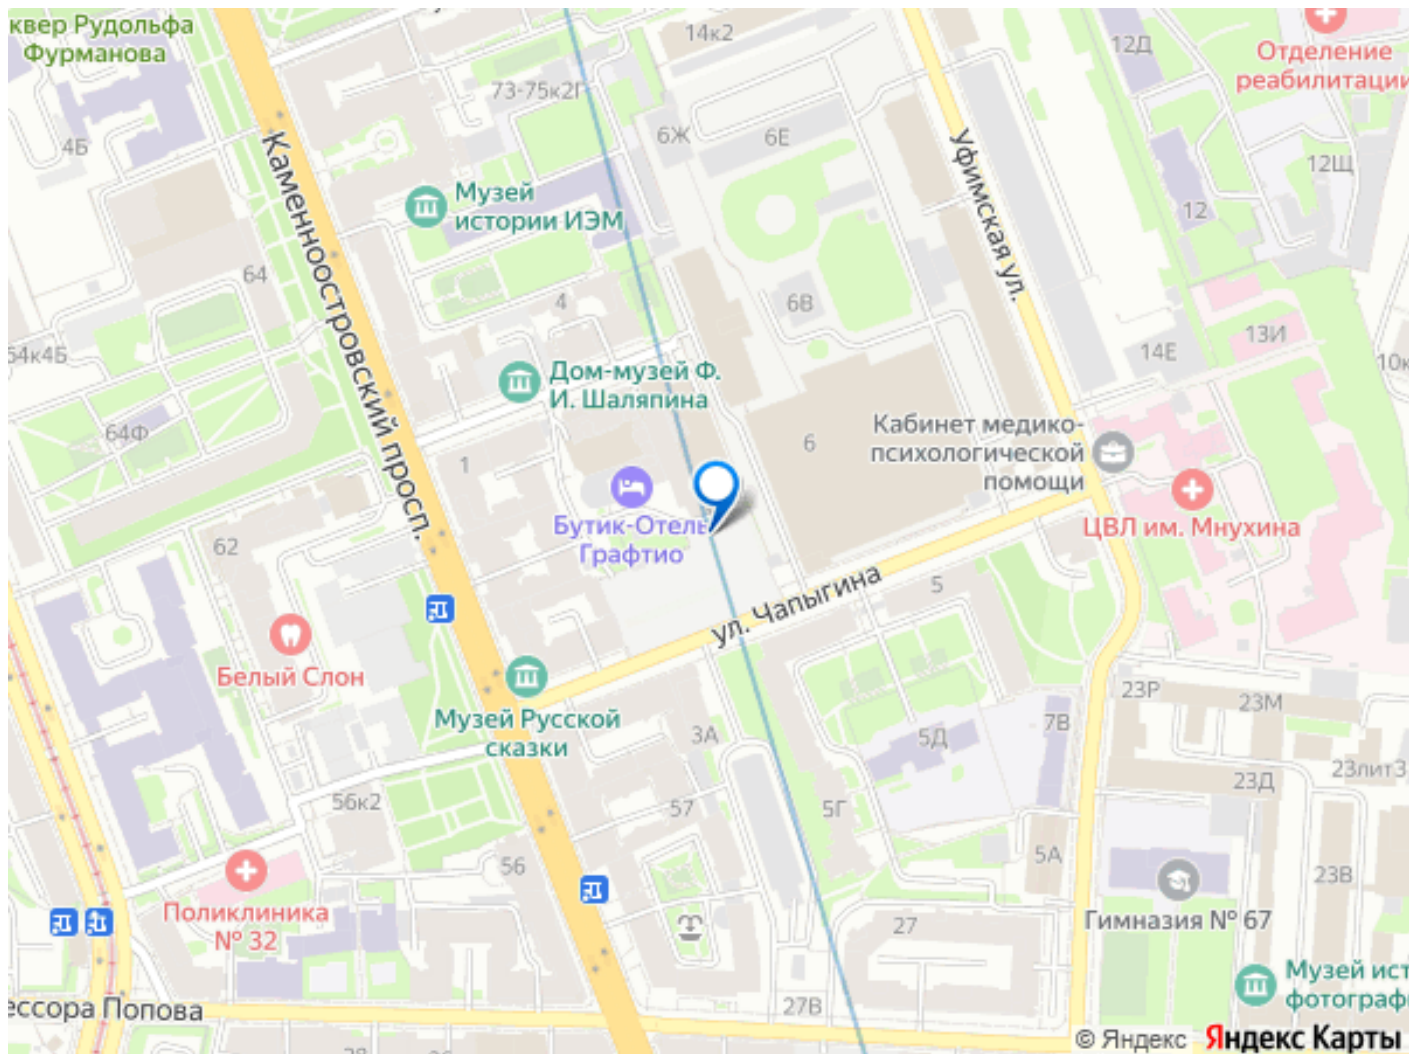 квер Рудольфа
Фурманова
14к2
12Д
Отделение
реабилитации
73-75к2Г
4Б
6Ж
6Е
Уфимская ул.
12Щ
Каменноостровский просп.
Музей
истории ИЭМ
12
64
4
6В
13И
14Е
54к4Б
Дом-музей Ф.
И. Шаляпина
10к
64Ф
1
6
Кабинет медико-
психологической
помощи
ЦВЛ им. Мнухина
Бутик-Отель
Графтио
62
ул. Чапыгина
5
Белый Слон
23Р
23М
Музей Русской
сказки
3А
5Д
7В
23лит3
23Д
56к2
57
5Г
56
5А
23В
Поликлиника
№ 32
27
Гимназия № 67
Музей ист
фотограф
ессора Попова
27В
28
© Яндекс Яндекс Карты